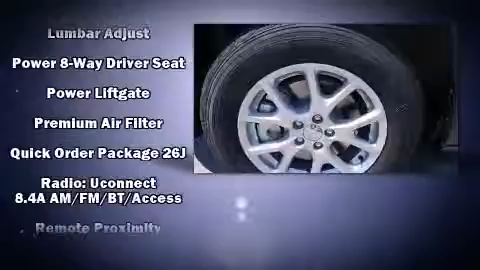 Lumbar Adjust
Power 8-Way Driver Seat
Power Liftgate
Premium Air Filter
Quick Order Package 26J
Radio: Uconnect
8.4A AM/FM/BT/Access
Remote Proximity